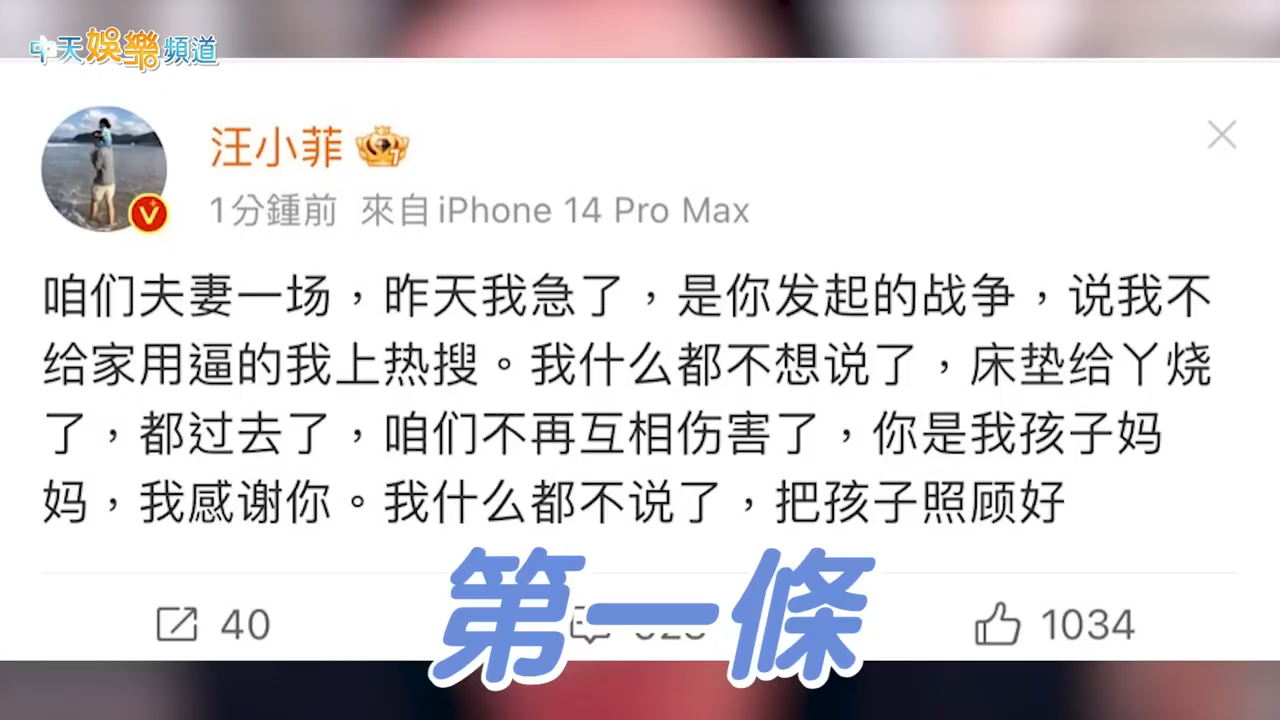 中天娛樂頻道
汪小菲
1分鍾前 來自iPhone 14 Pro Max
咱们夫妻一场，昨天我急了，是你发起的战争，说我不
给家用逼的我上热搜。我什么都不想说了，床垫给丫烧
了，都过去了，咱们不再互相伤害了，你是我孩子妈
妈，我感谢你。我什么都不说了，把孩子照顾好
40 1034
第一條